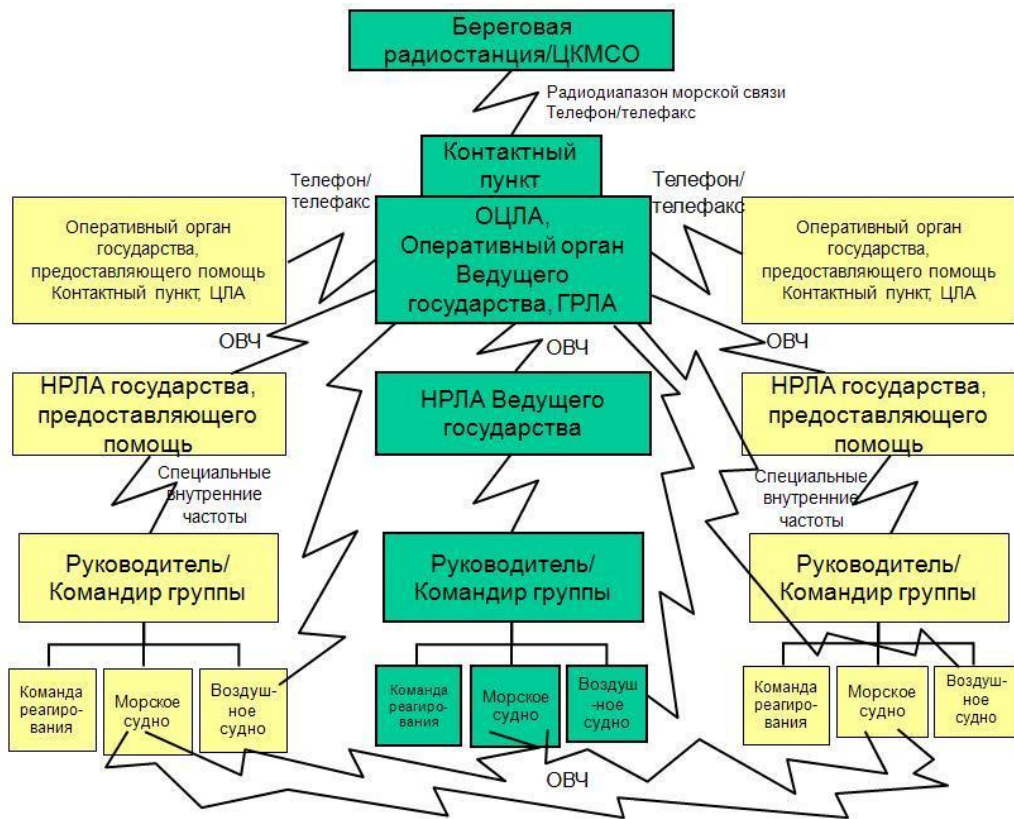 Береговая
радиостанция/ЦКМСО
Радиодиапазон морской связи
Телефон/телефакс
Контактный
пункт
Телефон/
телефакс
Телефон/
телефакс
Оперативный орган
государства,
предоставляющего помощь
Контактный пункт, ЦЛА
ОЦЛА,
Оперативный орган
Ведущего
государства, ГРЛА
Оперативный орган
государства,
предоставляющего помощь
Контактный пункт, ЦЛА
ОВЧ
ОВЧ
ОВЧ
НРЛА государства,
предоставляющего
помощь
НРЛА Ведущего
государства
НРЛА государства,
предоставляющего
помощь
Специальные
внутренние
частоты
Специальные
внутренние
частоты
Руководитель/
Командир группы
Руководитель/
Командир группы
Руководитель/
Командир группы
Команда
реагиро-
вания
Морское
судно
Воздуш-
ное
судно
Команда
реагиро-
вания
Морское
судно
Воздуш
-ное
судно
Команда
реагиро-
вания
Морское
судно
Воздуш-
ное
судно
ОВЧ